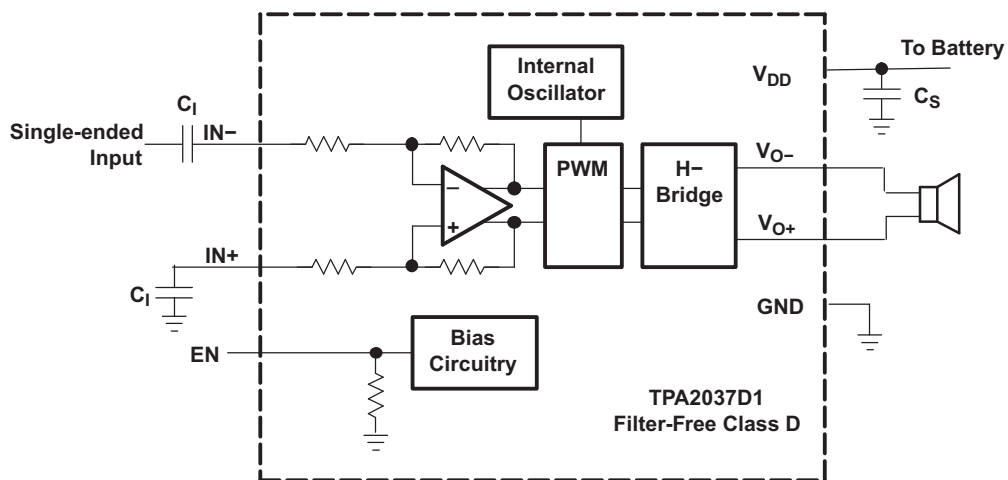 Internal
Oscillator
V_DD
To Battery
C_S
C_I
Single-ended
Input
IN−
−
PWM
H−
Bridge
V_O−
V_O+
+
IN+
C_I
GND
EN
Bias
Circuitry
TPA2037D1
Filter-Free Class D